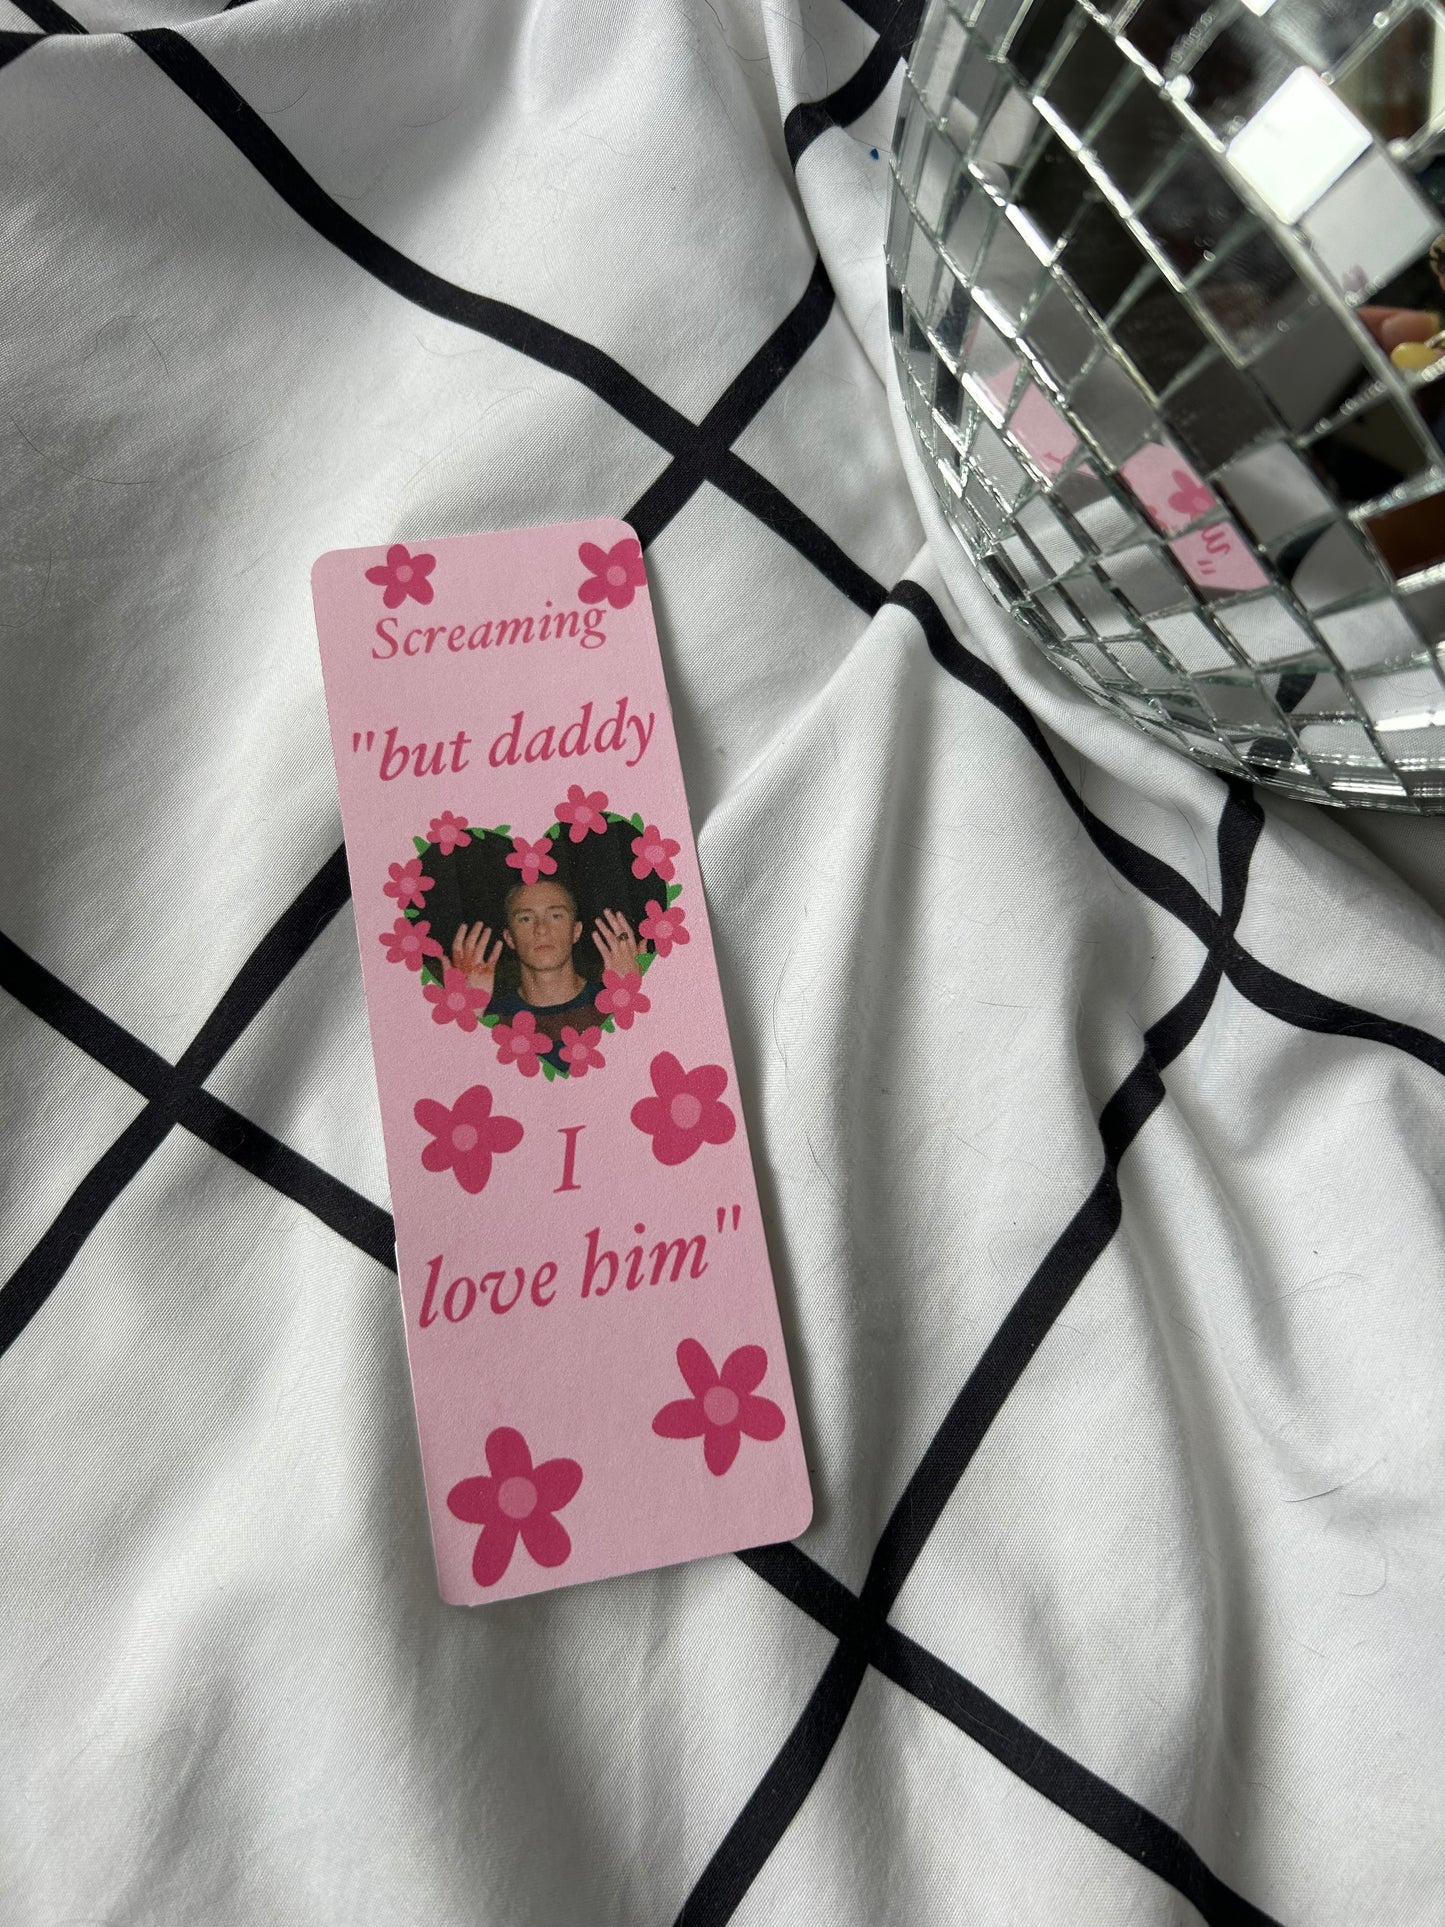 Screaming
"but daddy
I
love him"